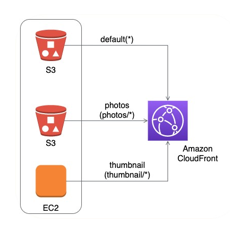 default(*)
S3
photos
(photos/*)
S3
Amazon
CloudFront
thumbnail
(thumbnail/*)
EC2